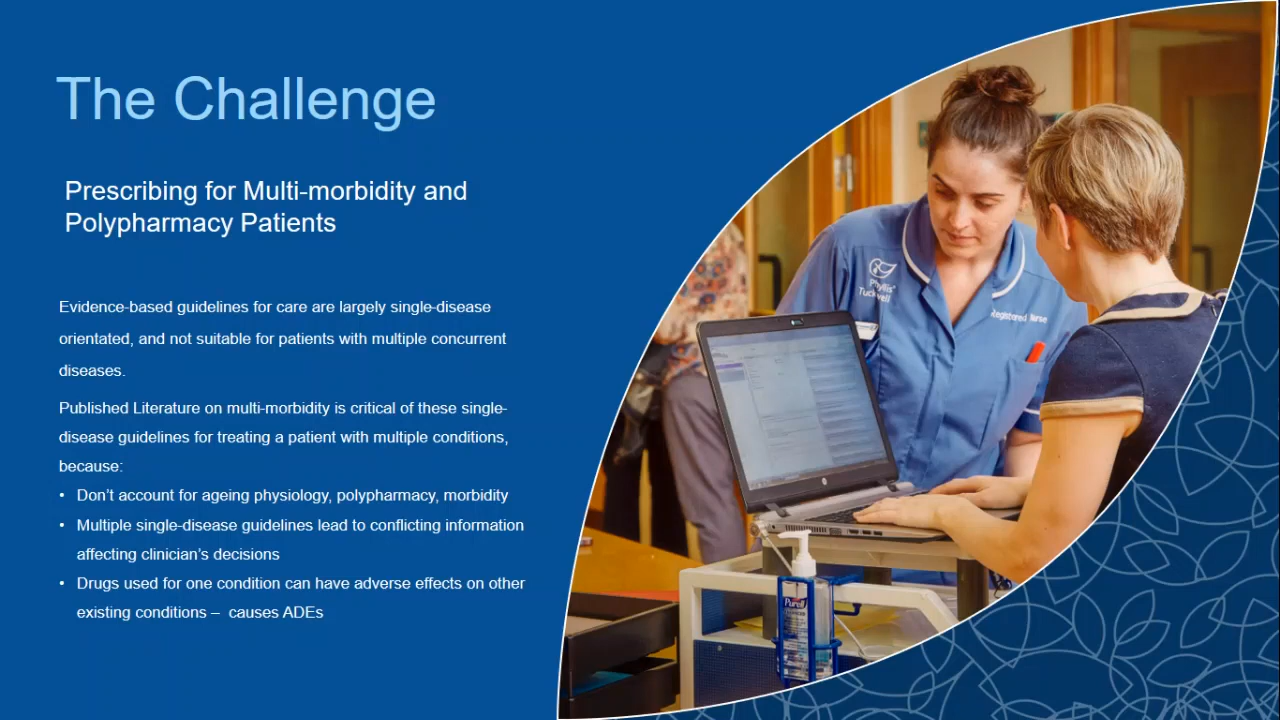 The Challenge
Prescribing for Multi-morbidity and
Polypharmacy Patients
Evidence-based guidelines for care are largely single-disease
orientated, and not suitable for patients with multiple concurrent
diseases.
Published Literature on multi-morbidity is critical of these single-
disease guidelines for treating a patient with multiple conditions,
because:
• Don’t account for ageing physiology, polypharmacy, morbidity
• Multiple single-disease guidelines lead to conflicting information
affecting clinician’s decisions
• Drugs used for one condition can have adverse effects on other
existing conditions – causes ADEs
Phyllis
Tuckwell
Registered Nurse
hp
Purell